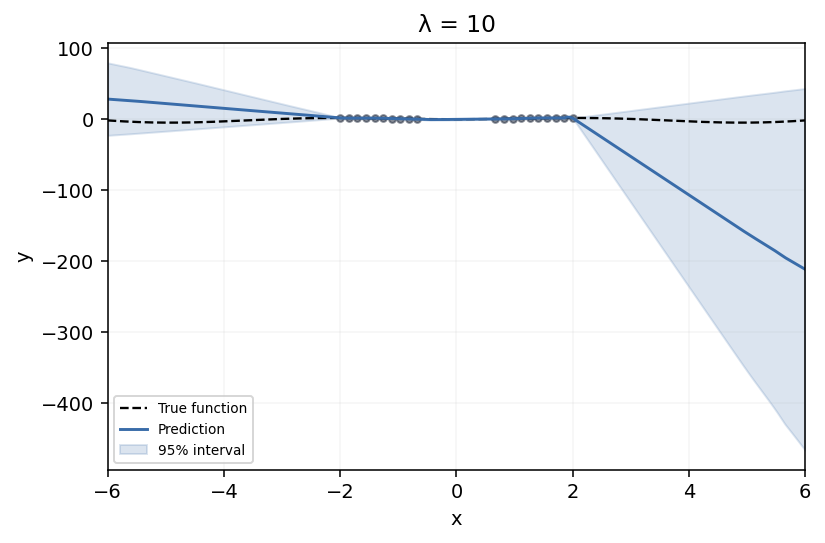 λ = 10
y
100
0
−100
−200
−300
−400
True function
Prediction
95% interval
−6 −4 −2 0 2 4 6
x